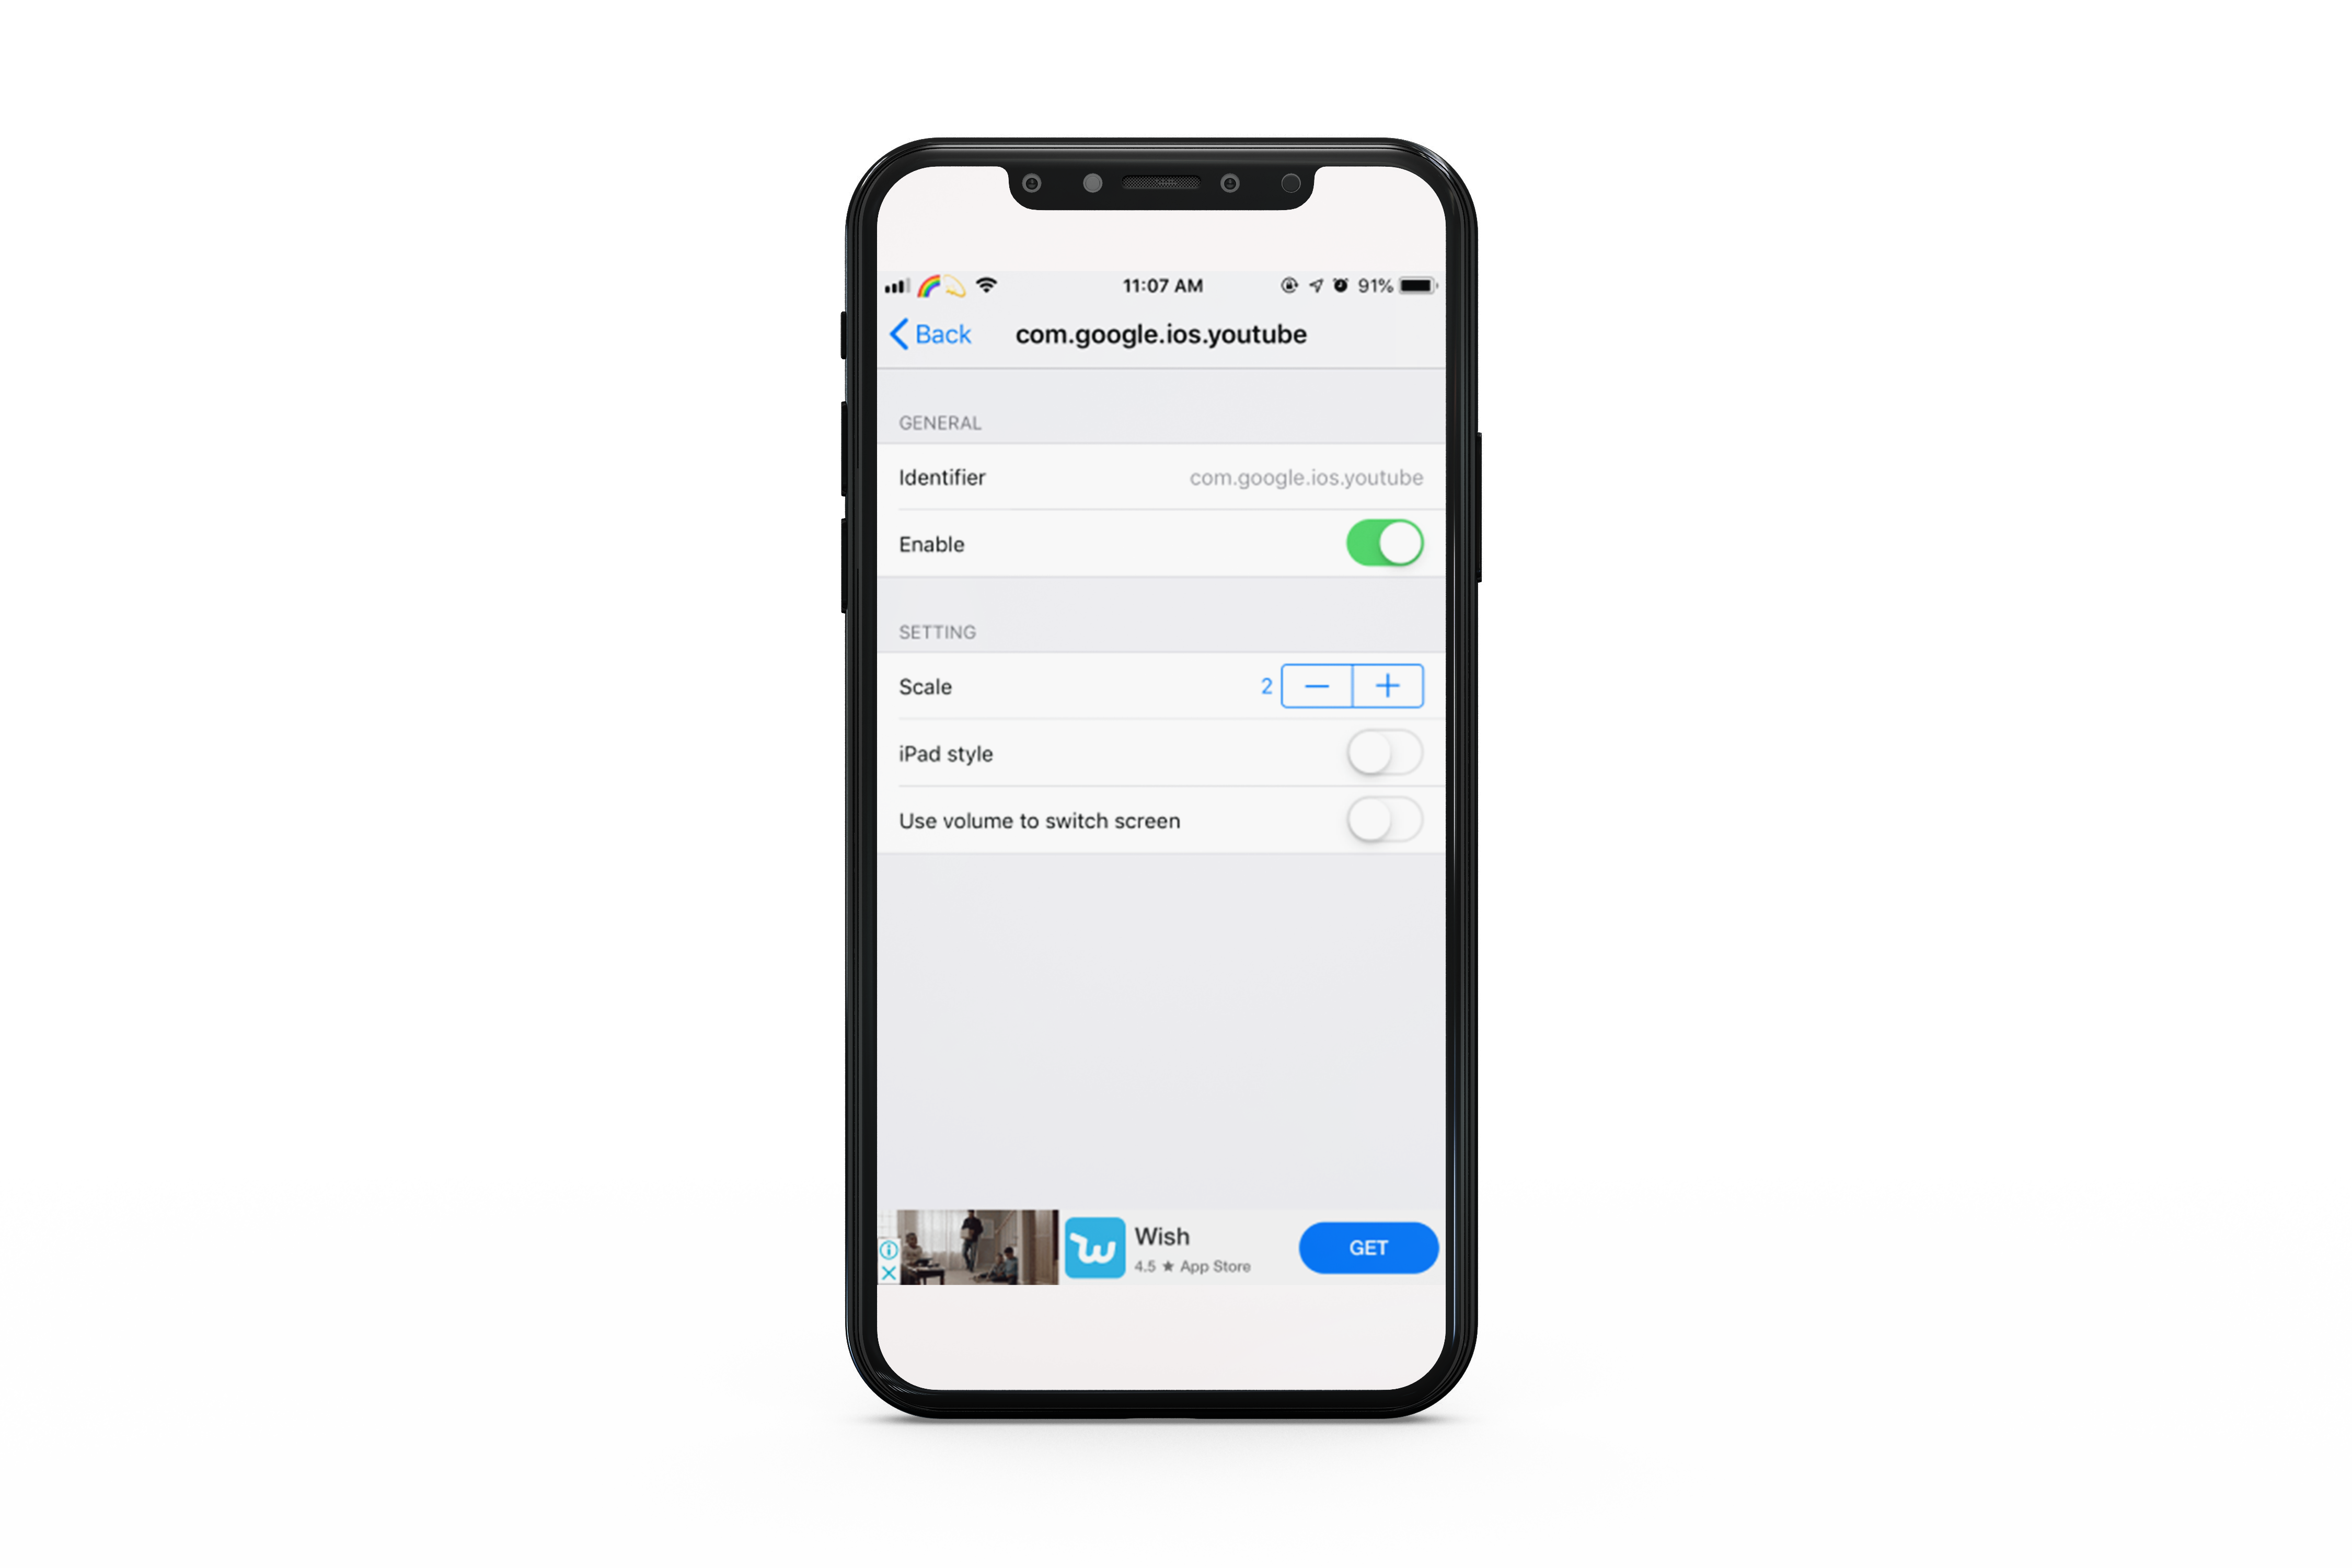 11:07 AM 91%
Back com.google.ios.youtube
GENERAL
Identifier com.google.ios.youtube
Enable
SETTING
Scale 2
iPad style
Use volume to switch screen
Wish
4.5 ★ App Store
GET